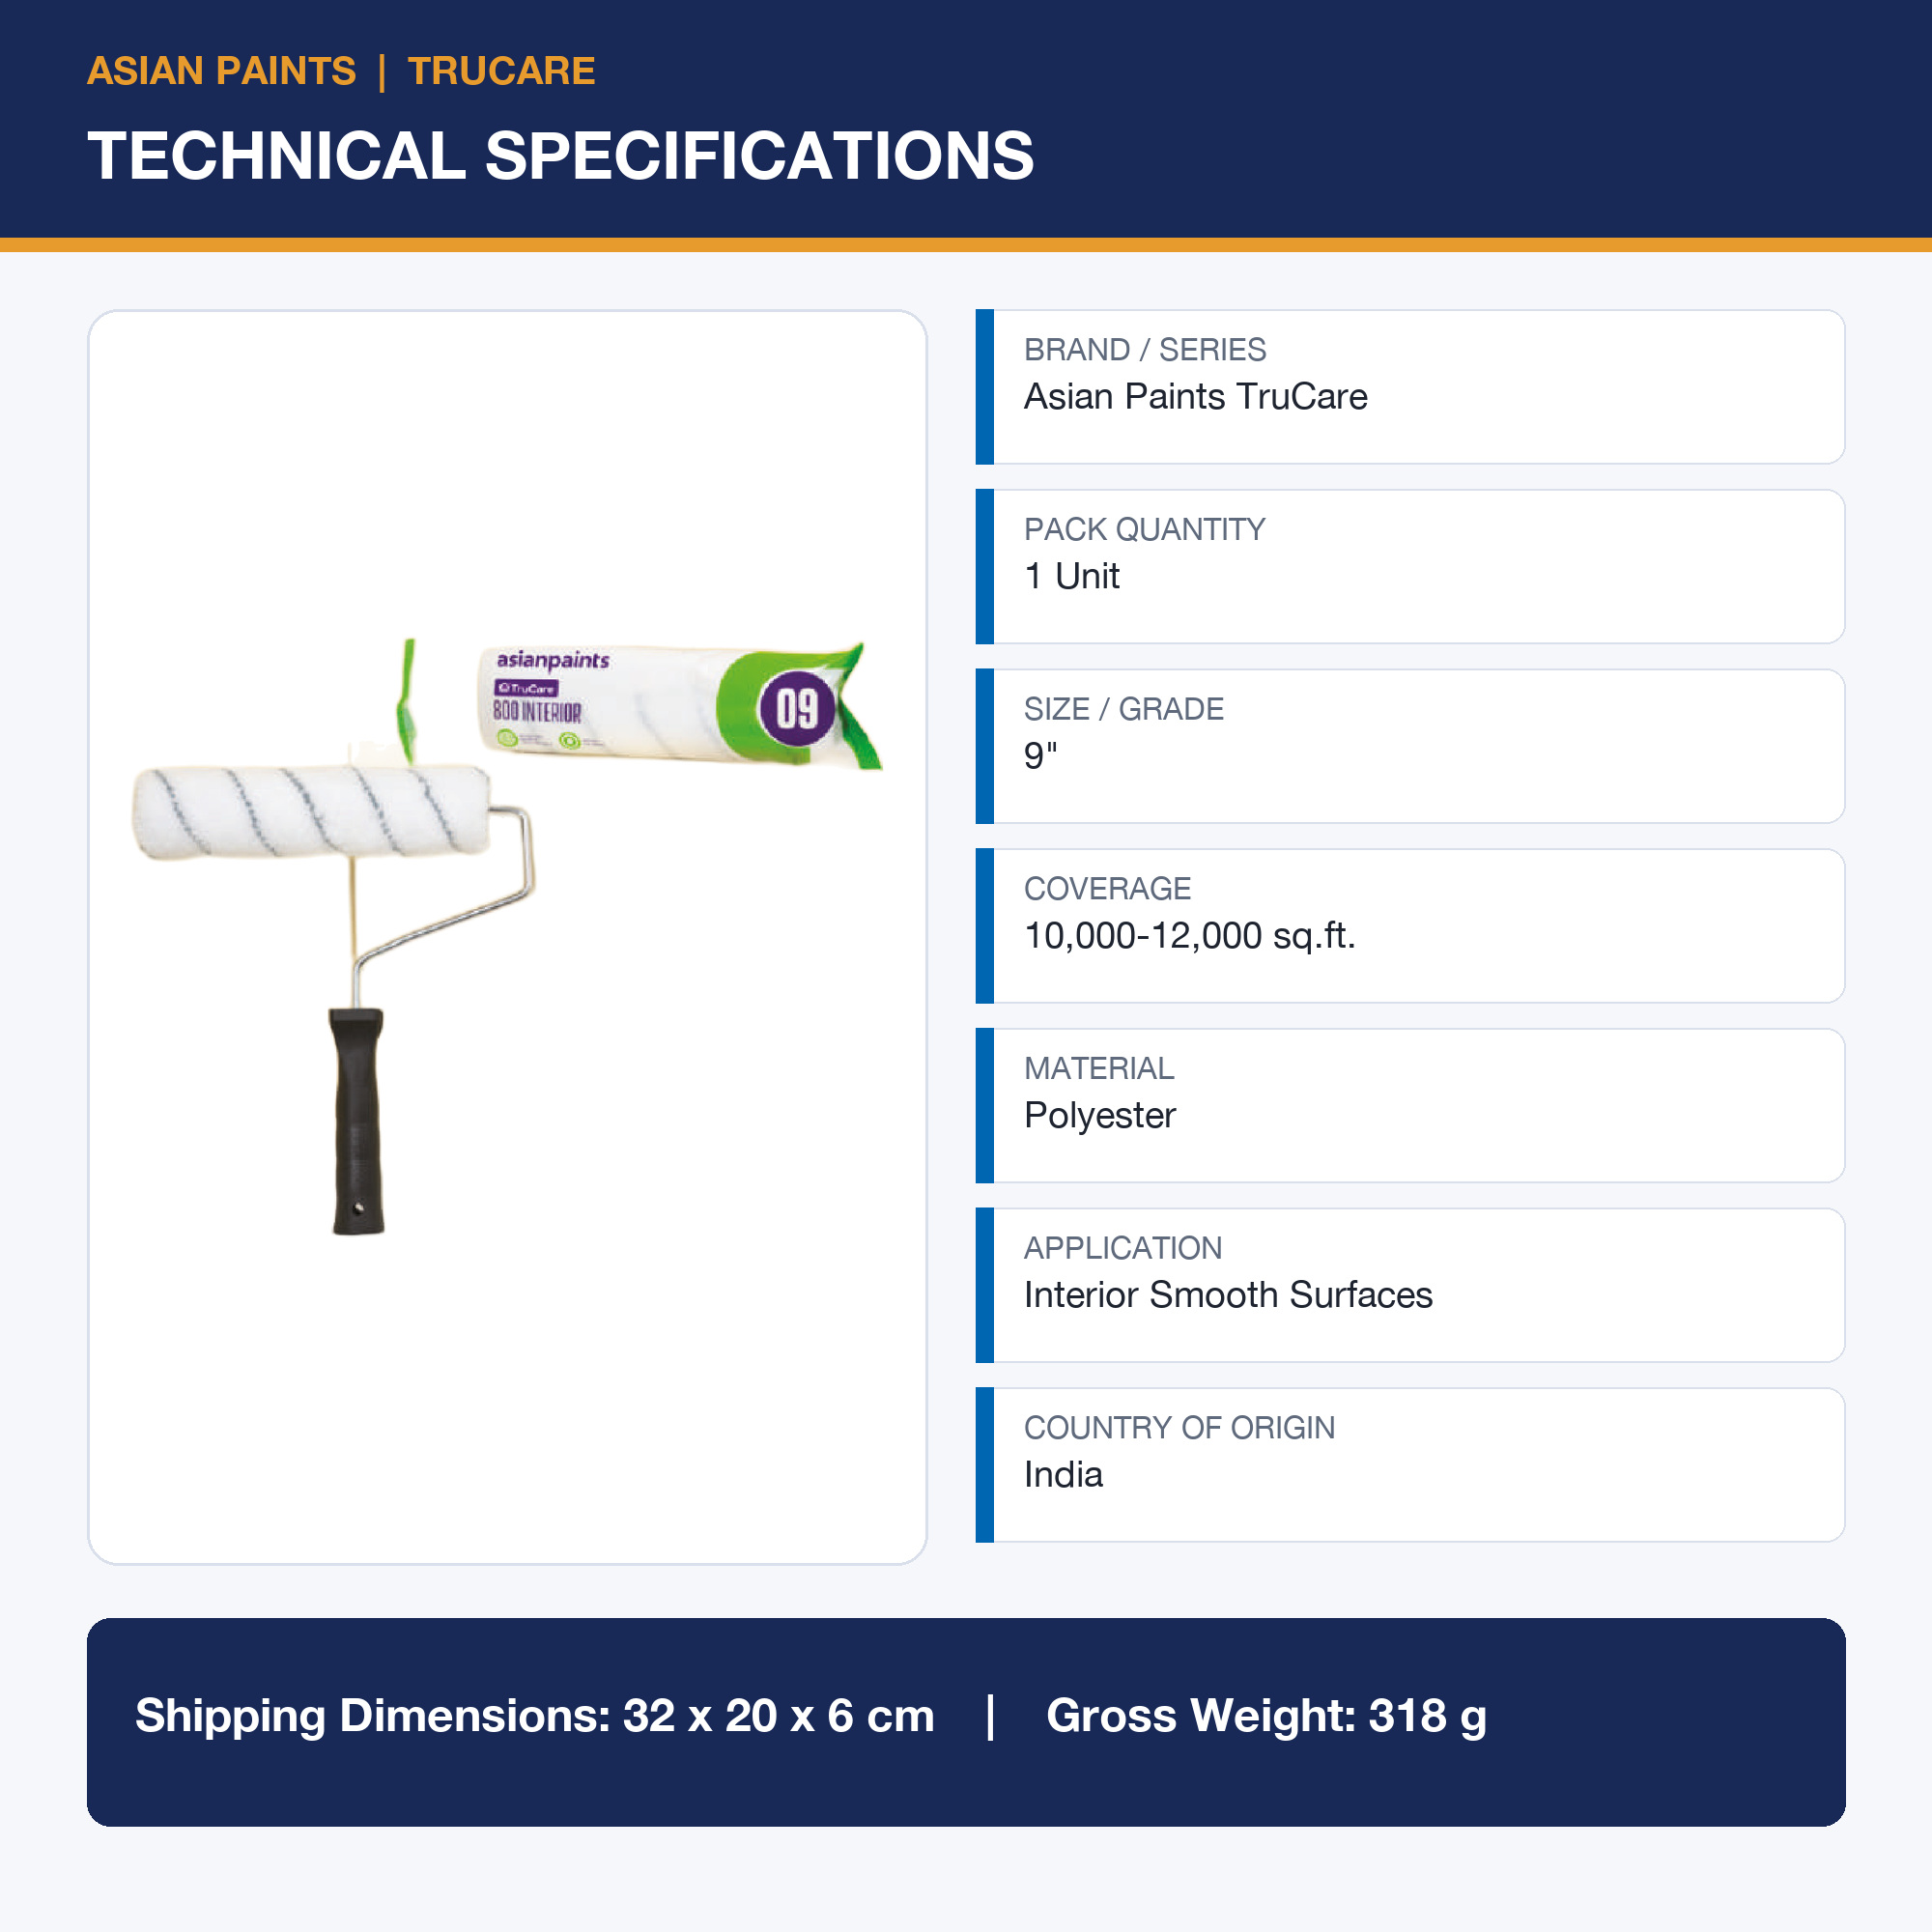 ASIAN PAINTS | TRUCARE
TECHNICAL SPECIFICATIONS
asianpaints
TruCare
800 INTERIOR
09
BRAND / SERIES
Asian Paints TruCare
PACK QUANTITY
1 Unit
SIZE / GRADE
9"
COVERAGE
10,000-12,000 sq.ft.
MATERIAL
Polyester
APPLICATION
Interior Smooth Surfaces
COUNTRY OF ORIGIN
India
Shipping Dimensions: 32 x 20 x 6 cm | Gross Weight: 318 g